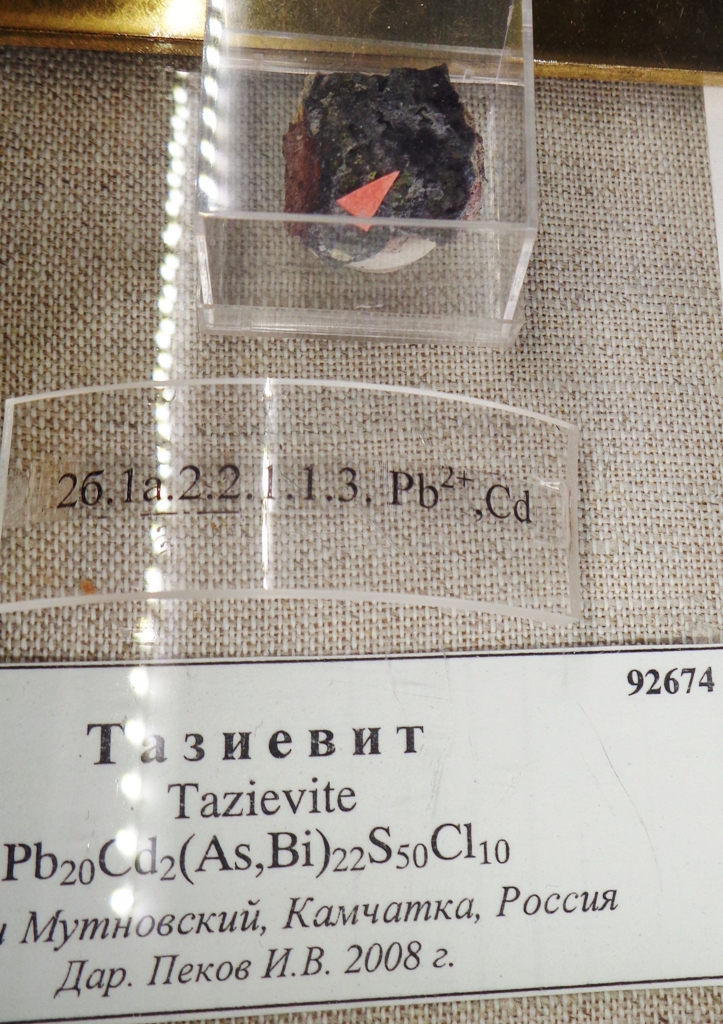 2б.1а.2.2.1.1.3. Pb²⁺,Cd
92674
Тазиевит
Tazievite
Pb₂₀Cd₂(As,Bi)₂₂S₅₀Cl₁₀
Мутновский, Камчатка, Россия
Дар. Пеков И.В. 2008 г.